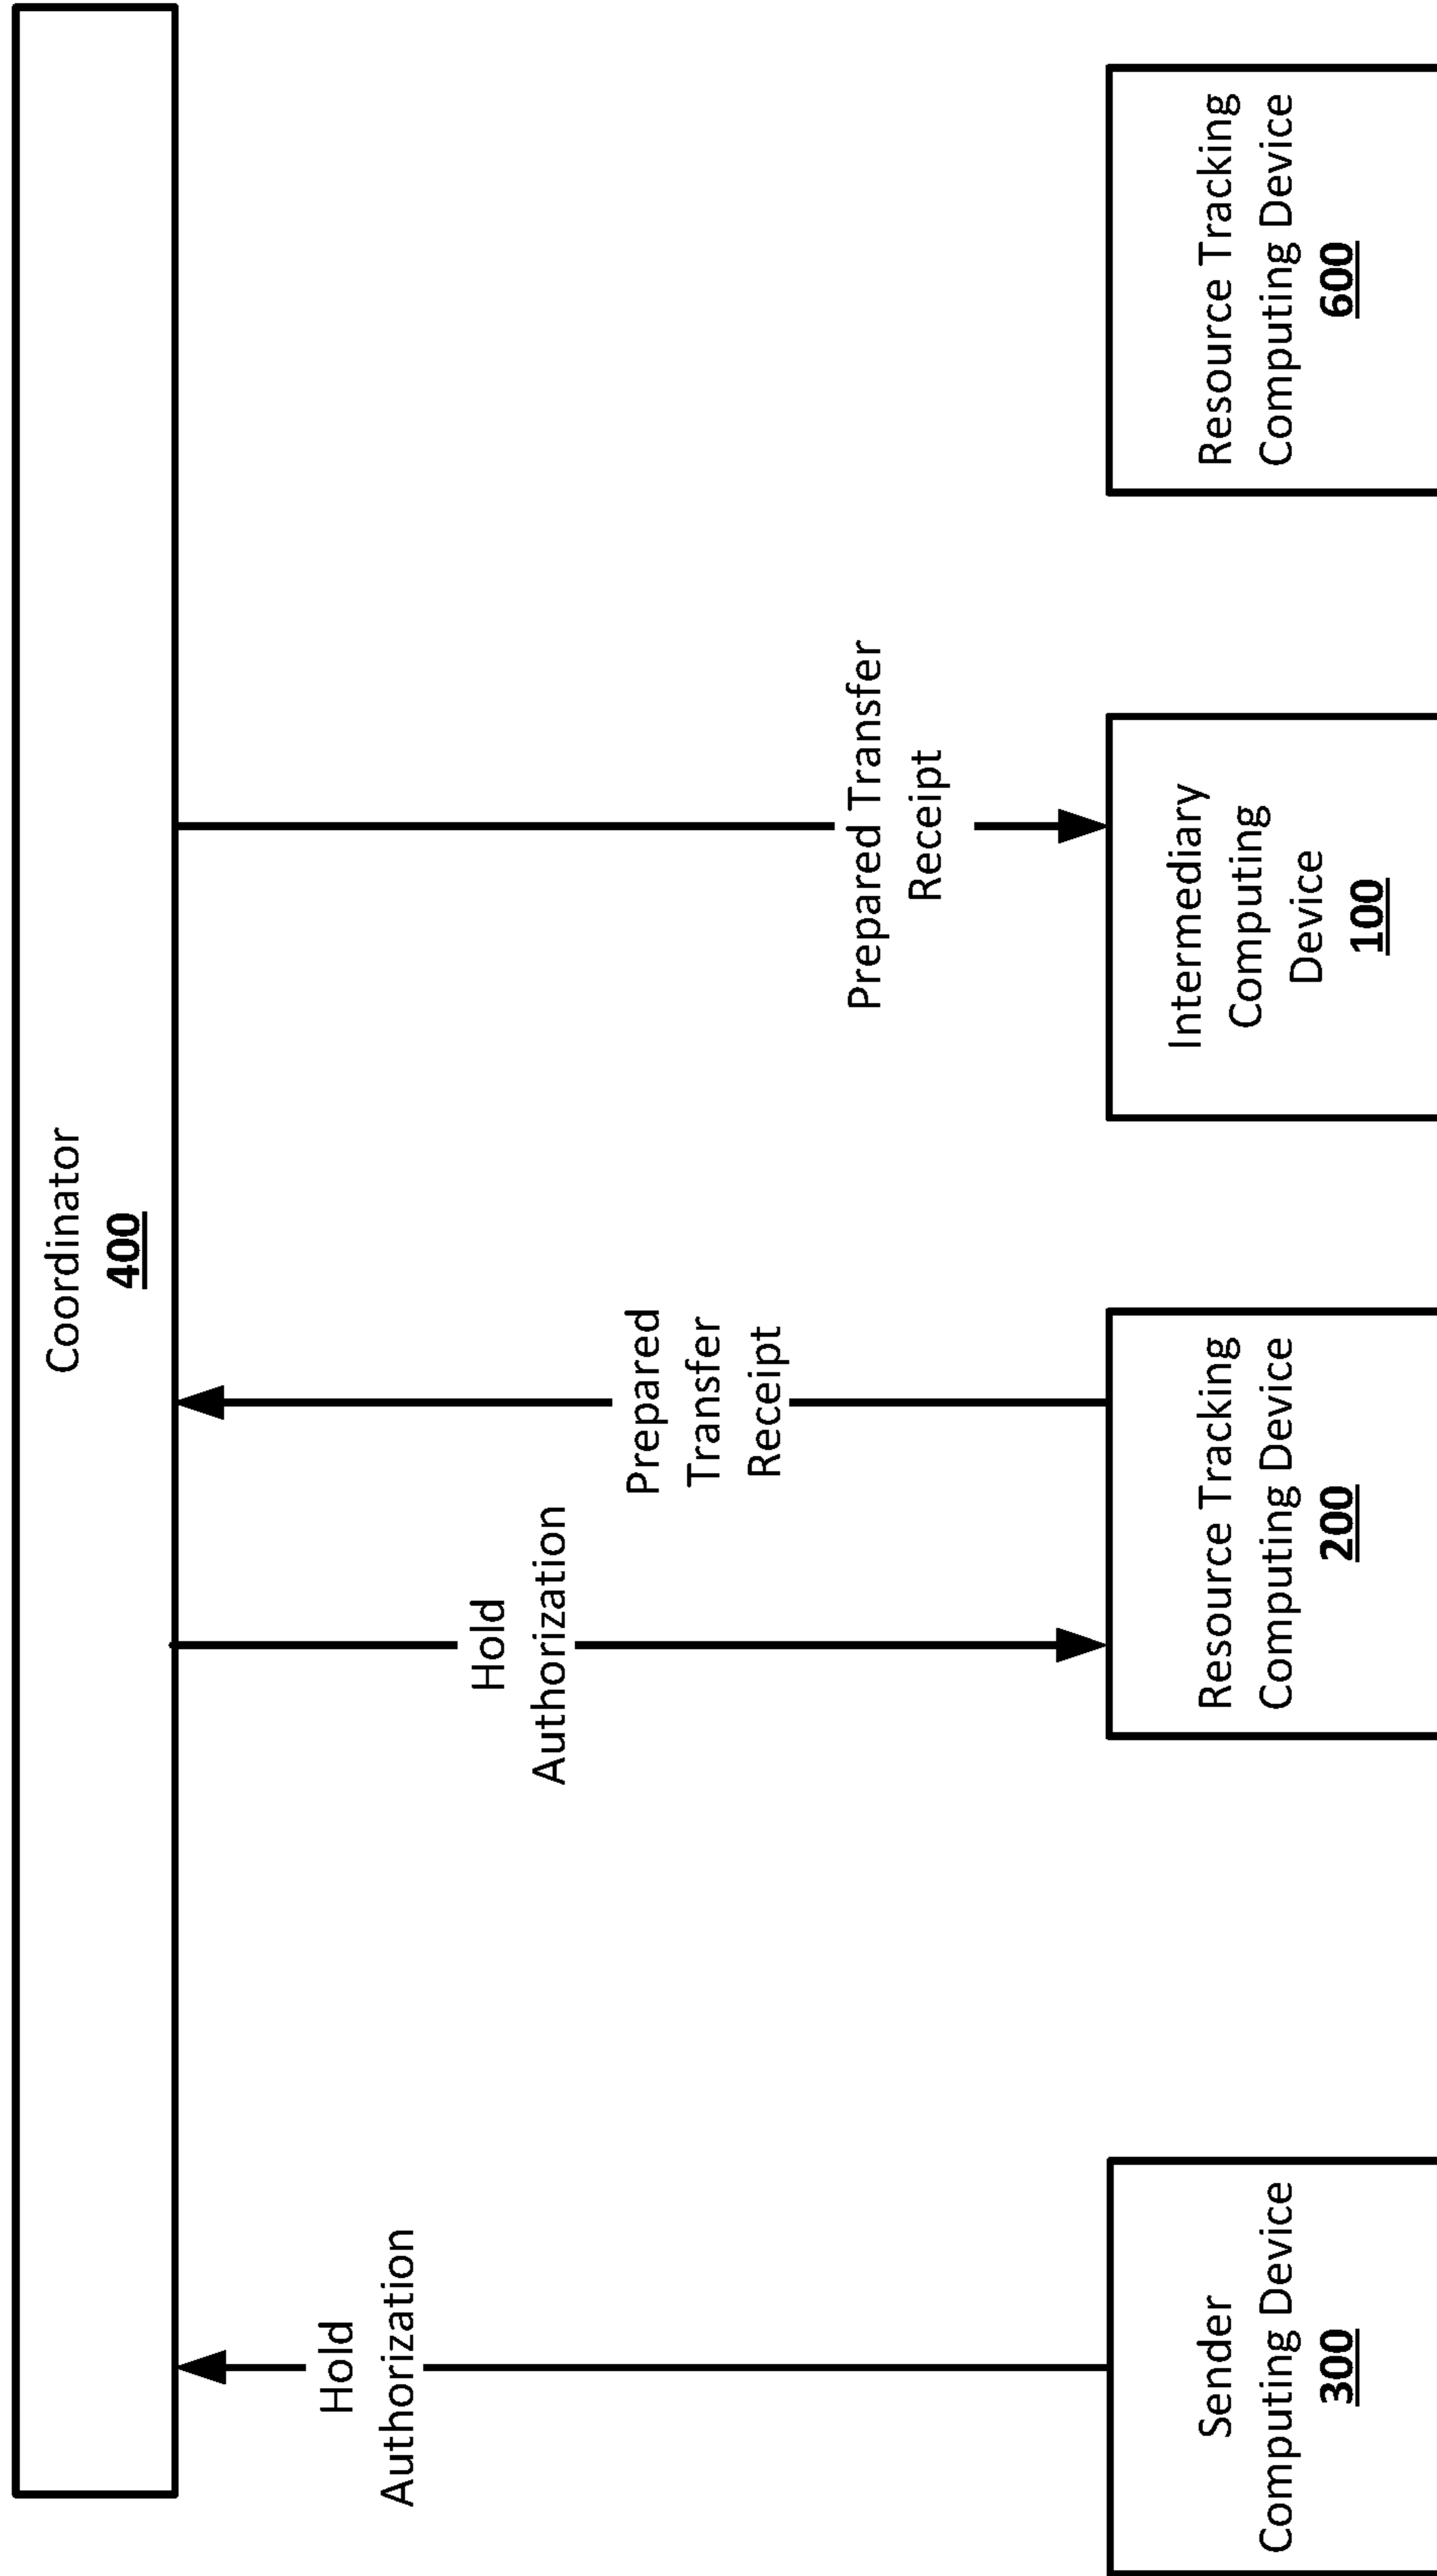 Coordinator
400
Hold
Authorization
Hold
Authorization
Prepared
Transfer
Receipt
Prepared Transfer
Receipt
Sender
Computing Device
300
Resource Tracking
Computing Device
200
Intermediary
Computing
Device
100
Resource Tracking
Computing Device
600